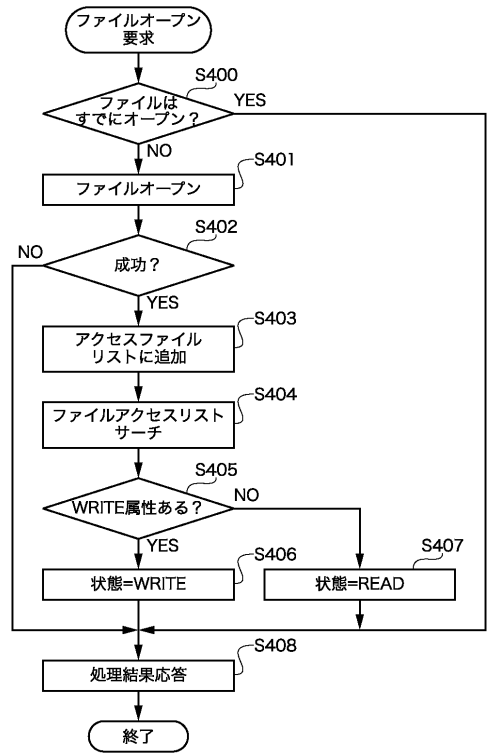 ファイルオープン
要求
S400
ファイルは
すでにオープン？
YES
NO
S401
ファイルオープン
S402
NO
成功？
YES
S403
アクセスファイル
リストに追加
S404
ファイルアクセスリスト
サーチ
S405
WRITE属性ある？
NO
YES
S406
状態=WRITE
S407
状態=READ
S408
処理結果応答
終了